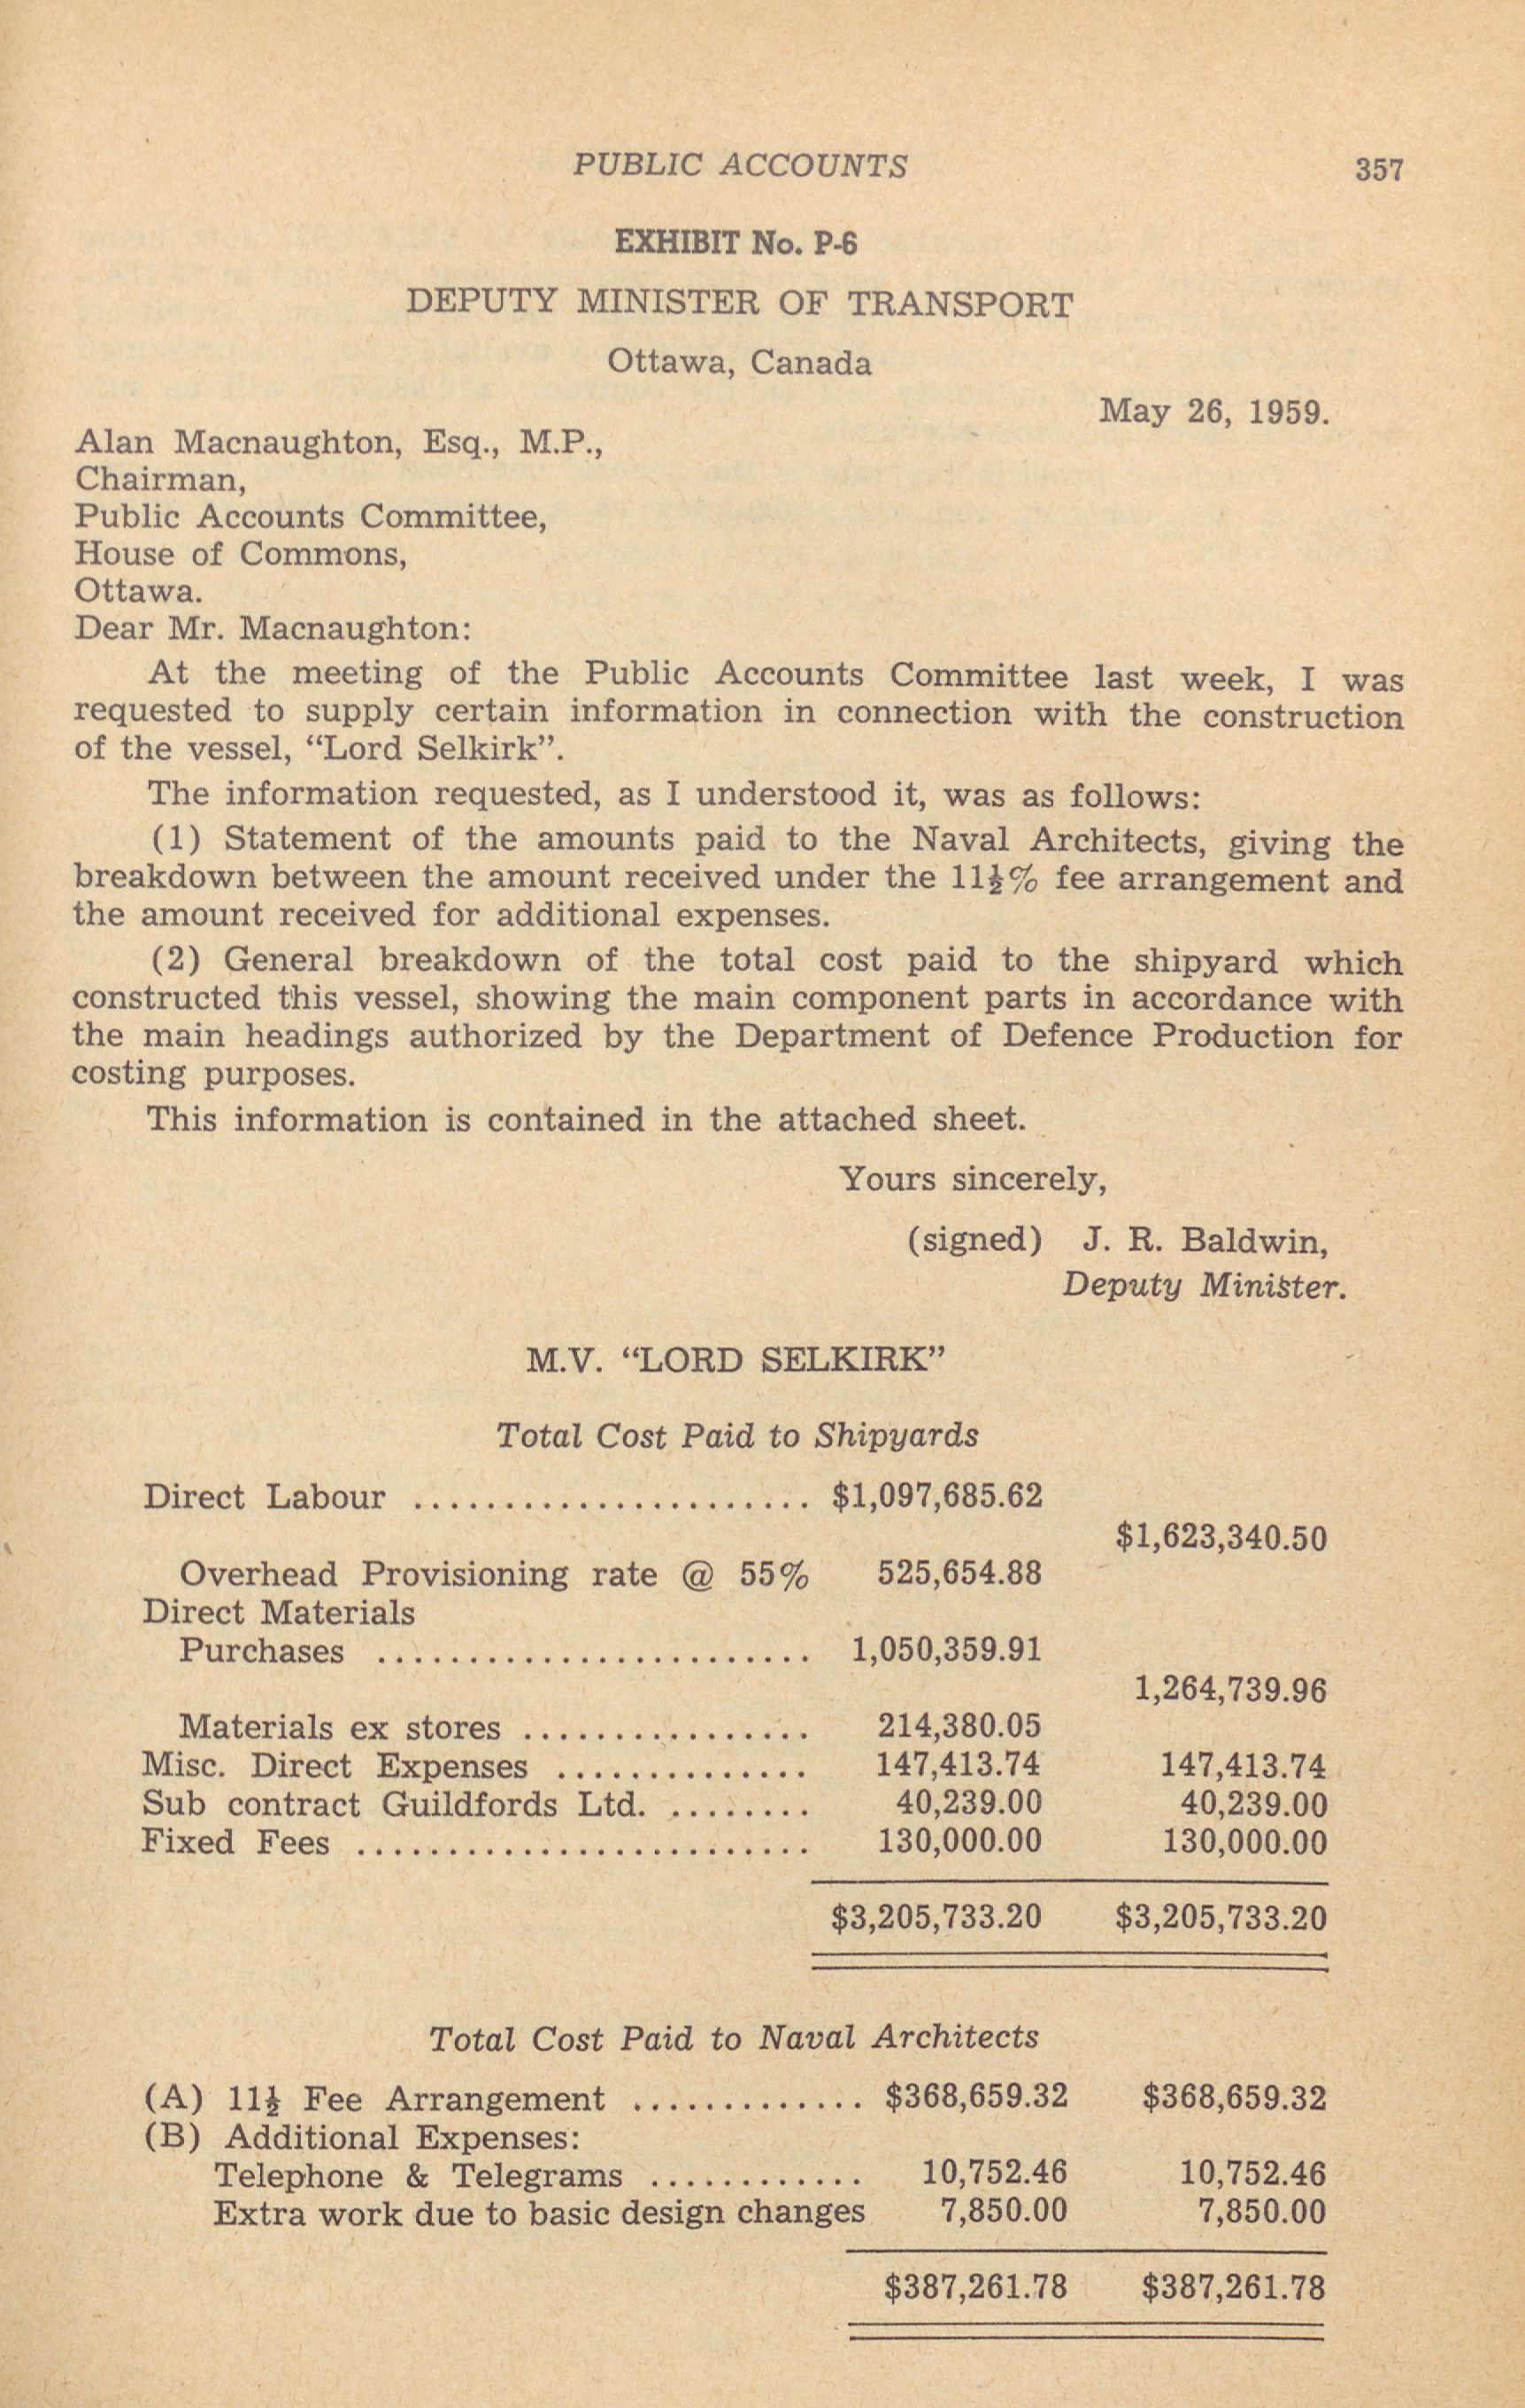 PUBLIC ACCOUNTS 357
EXHIBIT No. P-6
DEPUTY MINISTER OF TRANSPORT
Ottawa, Canada
May 26, 1959.
Alan Macnaughton, Esq., M.P.,
Chairman,
Public Accounts Committee,
House of Commons,
Ottawa.
Dear Mr. Macnaughton:
At the meeting of the Public Accounts Committee last week, I was
requested to supply certain information in connection with the construction
of the vessel, “Lord Selkirk”.
The information requested, as I understood it, was as follows:
(1) Statement of the amounts paid to the Naval Architects, giving the
breakdown between the amount received under the 11½% fee arrangement and
the amount received for additional expenses.
(2) General breakdown of the total cost paid to the shipyard which
constructed this vessel, showing the main component parts in accordance with
the main headings authorized by the Department of Defence Production for
costing purposes.
This information is contained in the attached sheet.
Yours sincerely,
(signed) J. R. Baldwin,
Deputy Minister.
M.V. “LORD SELKIRK”
Total Cost Paid to Shipyards
Direct Labour ...................... $1,097,685.62
$1,623,340.50
Overhead Provisioning rate @ 55% 525,654.88
Direct Materials
Purchases ........................ 1,050,359.91
1,264,739.96
Materials ex stores ................ 214,380.05
Misc. Direct Expenses .............. 147,413.74 147,413.74
Sub contract Guildfords Ltd. ........ 40,239.00 40,239.00
Fixed Fees ......................... 130,000.00 130,000.00
$3,205,733.20 $3,205,733.20
Total Cost Paid to Naval Architects
(A) 11½ Fee Arrangement ............. $368,659.32 $368,659.32
(B) Additional Expenses:
Telephone & Telegrams ............ 10,752.46 10,752.46
Extra work due to basic design changes 7,850.00 7,850.00
$387,261.78 $387,261.78